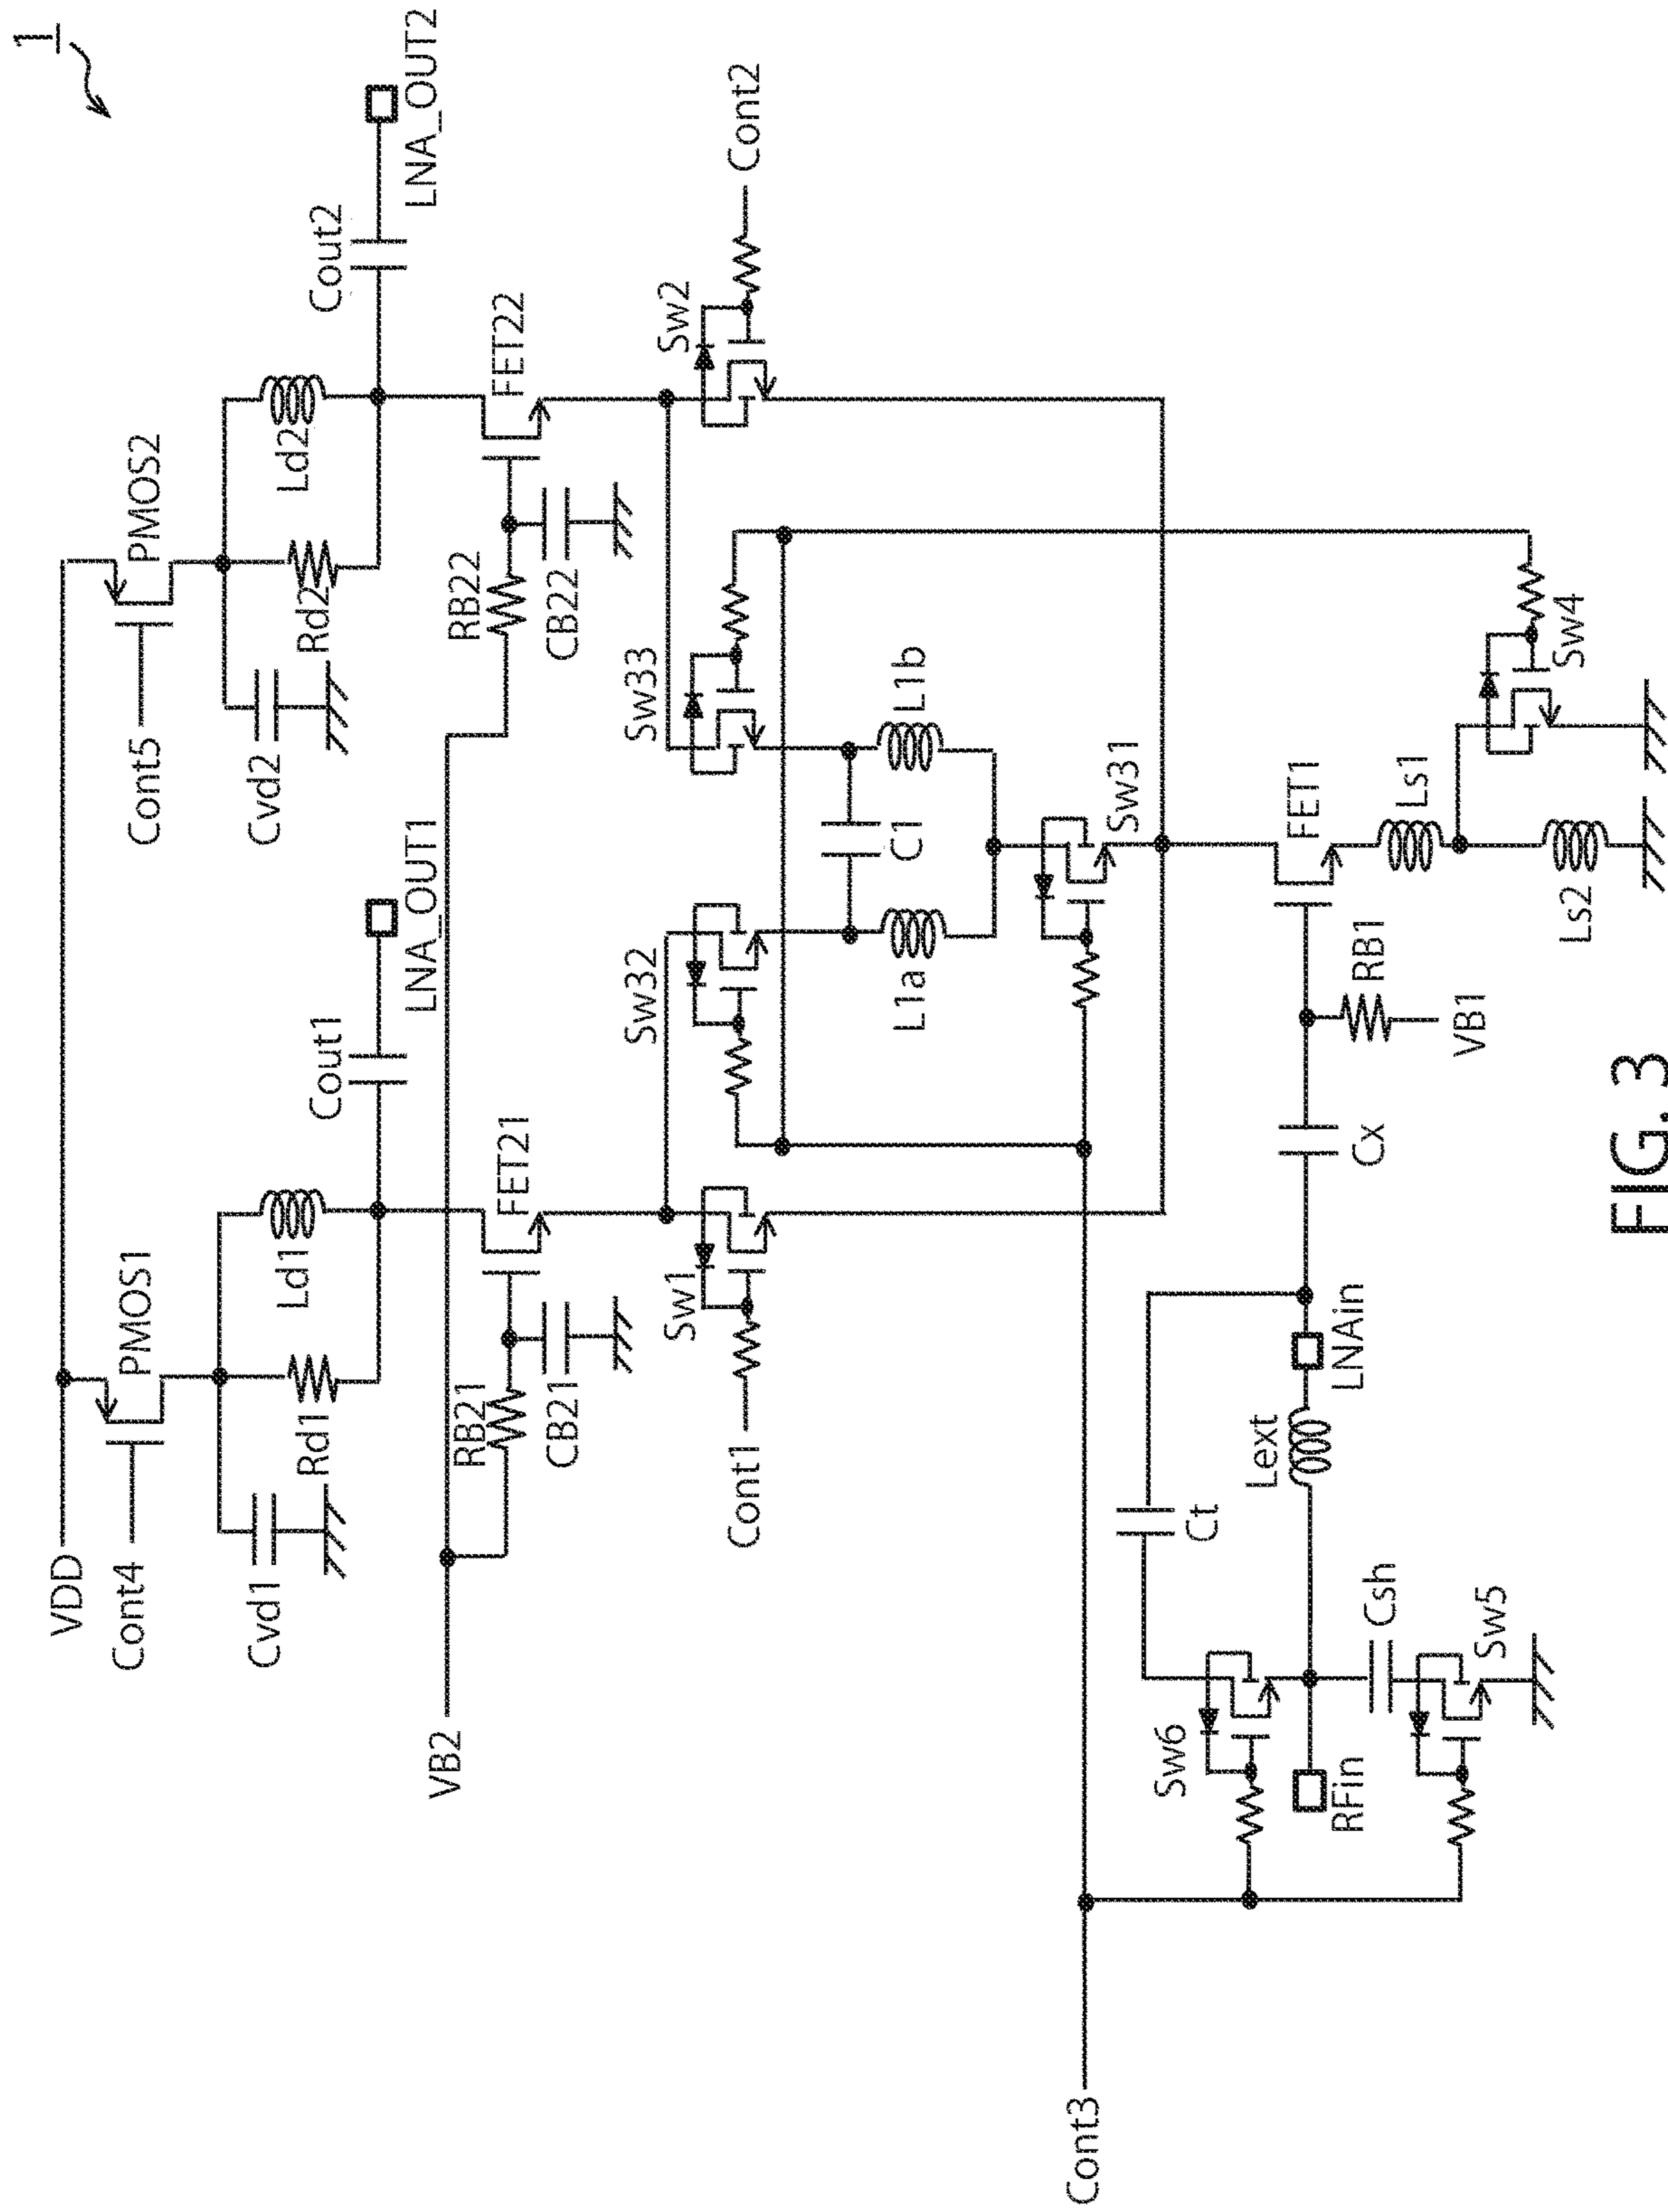 1
VDD
Cont4
PMOS1
Cont5
PMOS2
Cvd1
Rd1
Ld1
Cout1
LNA_OUT1
Cvd2
Rd2
Ld2
Cout2
LNA_OUT2
VB2
RB21
CB21
FET21
RB22
CB22
FET22
Cont1
Sw1
Sw32
Sw33
Sw2
Cont2
L1a
C1
L1b
Sw31
Cont3
Sw6
Ct
RFin
Lext
LNAin
Csh
Sw5
Cx
RB1
VB1
FET1
Ls1
Ls2
Sw4
FIG. 3